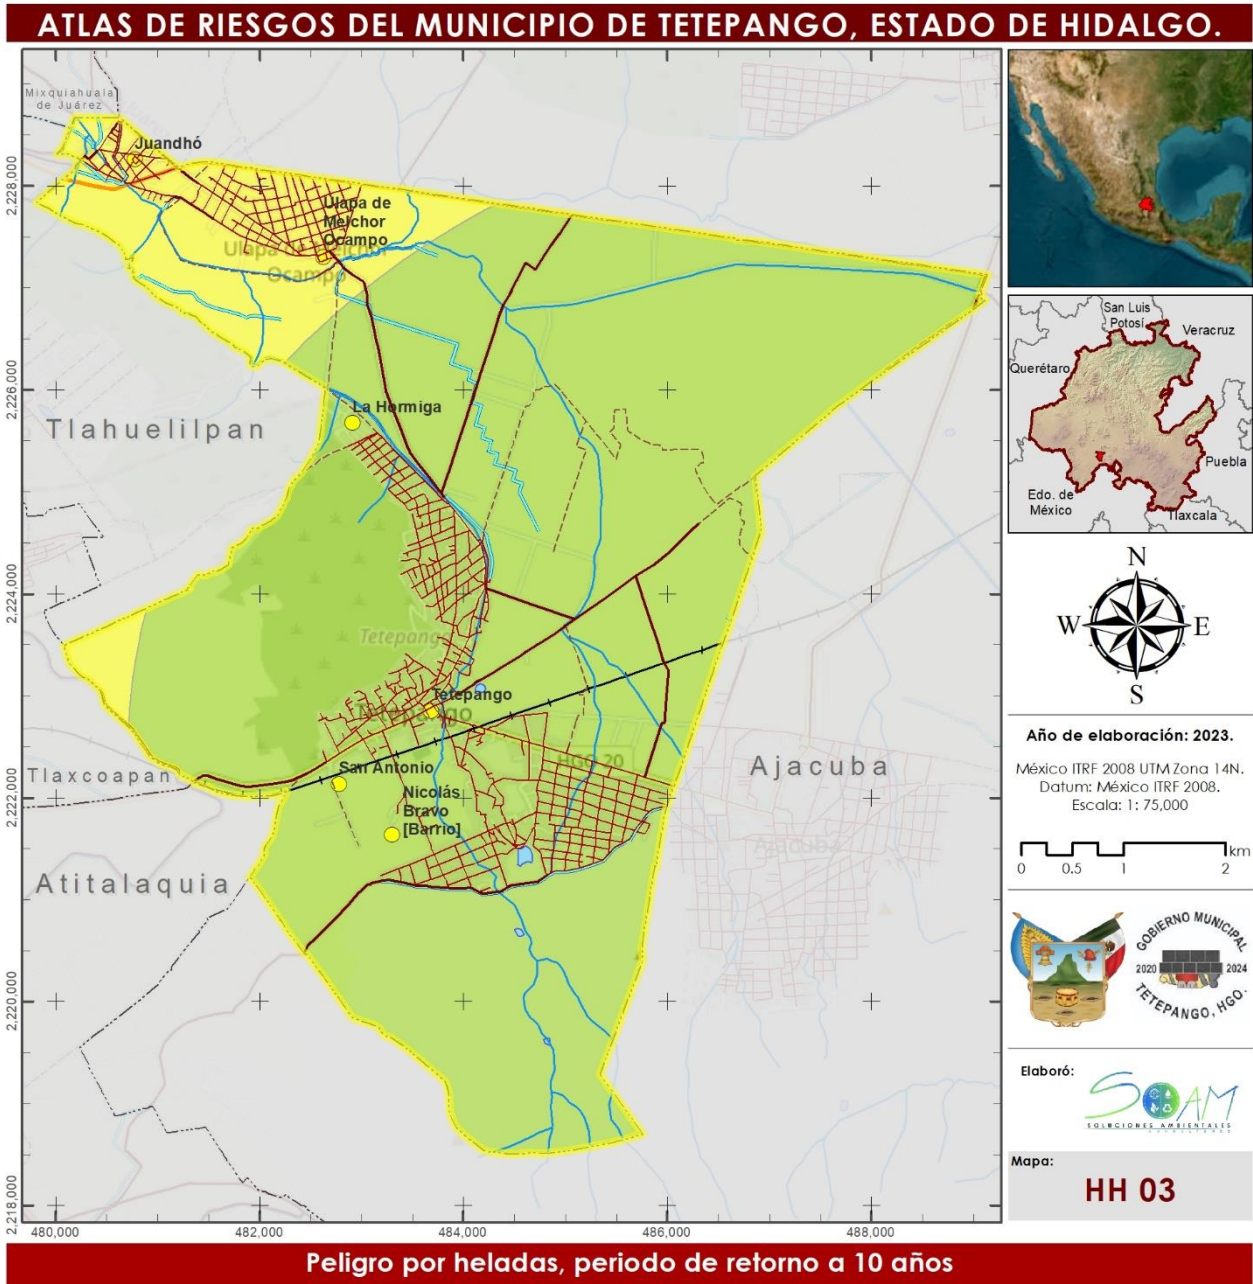 ATLAS DE RIESGOS DEL MUNICIPIO DE TETEPANGO, ESTADO DE HIDALGO.
Mixquiahuala
de Juárez
Juandhó
Ulapa de
Melchor
Ocampo
Ulapa de Melchor
Ocampo
La Hormiga
Tlahuelilpan
Tetepango
Tetepango
Tetepango
HGO 20
San Antonio
Nicolás
Bravo
[Barrio]
Tlaxcoapan
Ajacuba
Ajacuba
Atitalaquia
2,228,000
2,226,000
2,224,000
2,222,000
2,220,000
2,218,000
480,000
482,000
484,000
486,000
488,000
San Luis
Potosí
Veracruz
Querétaro
Puebla
Edo. de
México
Tlaxcala
N
W
E
S
Año de elaboración: 2023.
México ITRF 2008 UTM Zona 14N.
Datum: México ITRF 2008.
Escala: 1: 75,000
km
0 0.5 1 2
GOBIERNO MUNICIPAL
2020 2024
TETEPANGO, HGO.
Elaboró:
SOAM
SOLUCIONES AMBIENTALES
Mapa:
HH 03
Peligro por heladas, periodo de retorno a 10 años